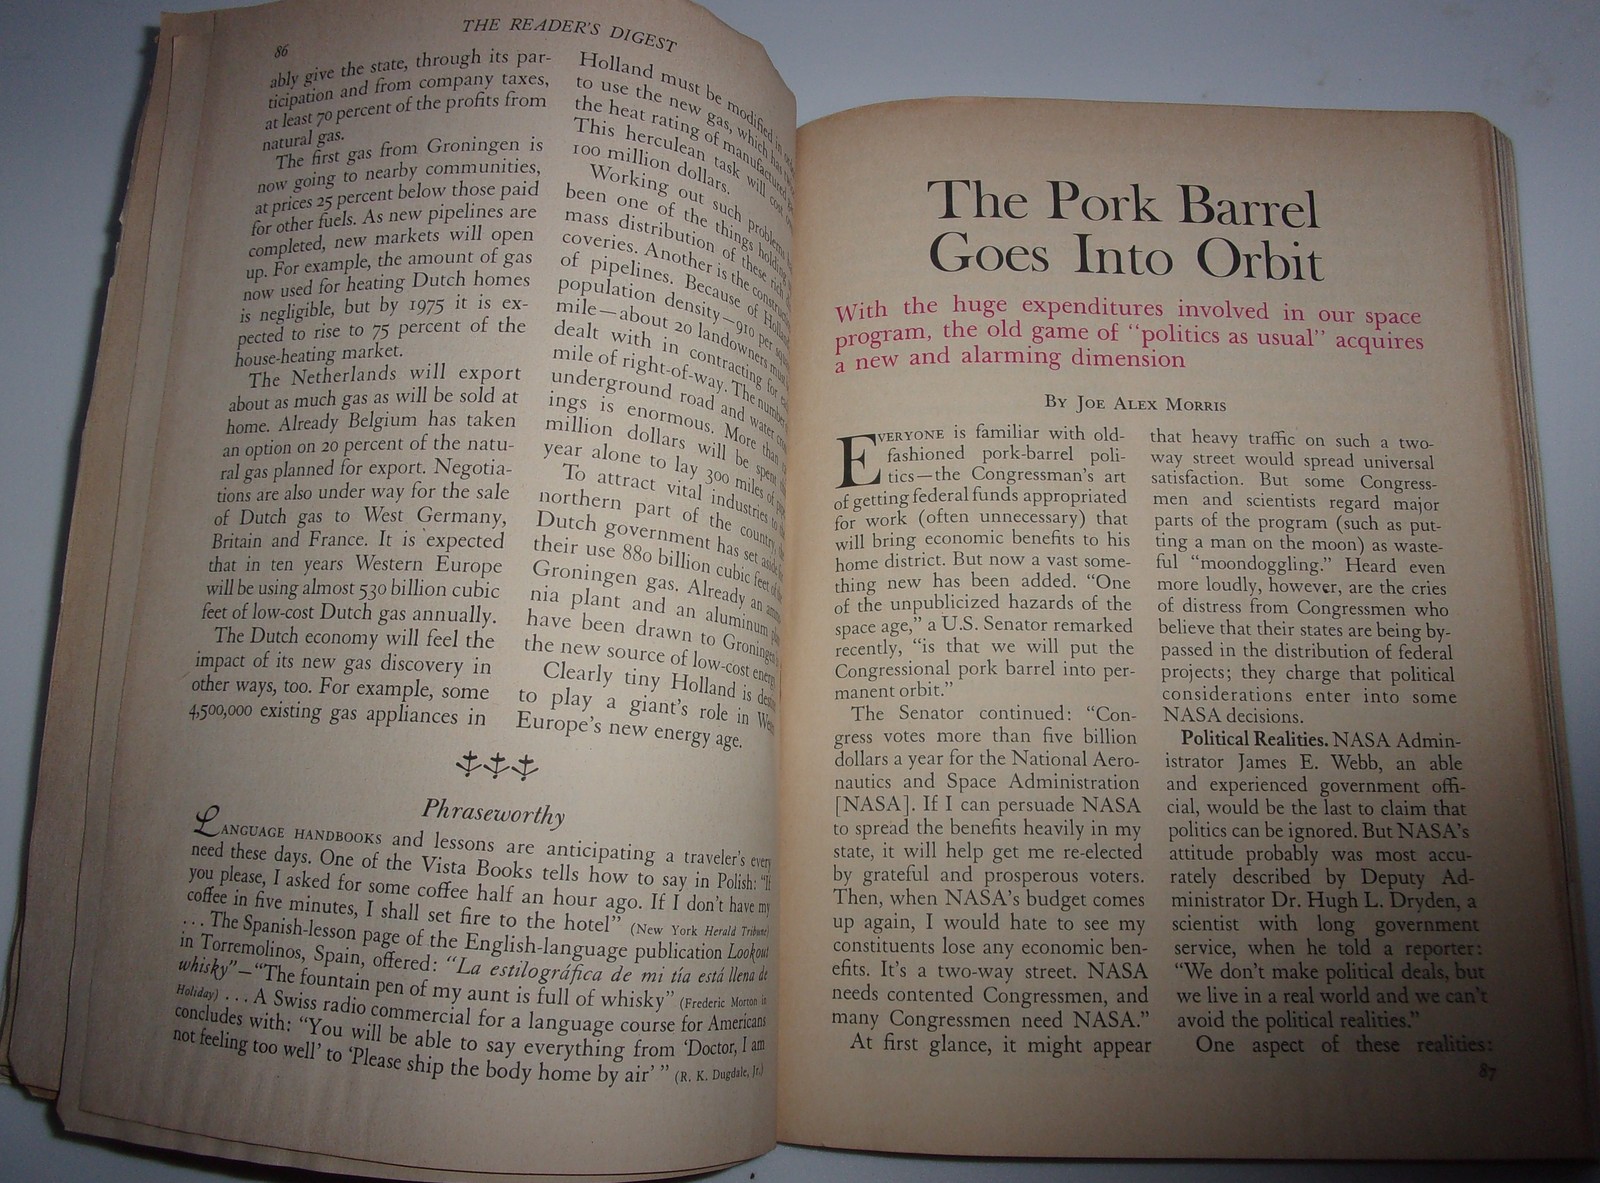 86
THE READER'S DIGEST
ably give the state, through its par-
ticipation and from company taxes,
at least 70 percent of the profits from
natural gas.
The first gas from Groningen is
now going to nearby communities,
at prices 25 percent below those paid
for other fuels. As new pipelines are
completed, new markets will open
up. For example, the amount of gas
now used for heating Dutch homes
is negligible, but by 1975 it is ex-
pected to rise to 75 percent of the
house-heating market.
The Netherlands will export
about as much gas as will be sold at
home. Already Belgium has taken
an option on 20 percent of the natu-
ral gas planned for export. Negotia-
tions are also under way for the sale
of Dutch gas to West Germany,
Britain and France. It is expected
that in ten years Western Europe
will be using almost 530 billion cubic
feet of low-cost Dutch gas annually.
The Dutch economy will feel the
impact of its new gas discovery in
other ways, too. For example, some
4,500,000 existing gas appliances in
Holland must be modified in
to use the new gas, which has
the heat rating of manufactured
This herculean task will cost
100 million dollars.
Working out such problems
been one of the things holding
mass distribution of these rich
coveries. Another is the construction
of pipelines. Because of Holland
population density—910 per square
mile—about 20 landowners must
dealt with in contracting for each
mile of right-of-way. The number
underground road and water
ings is enormous. More than
million dollars will be spent
year alone to lay 300 miles of
To attract vital industries to
northern part of the country,
Dutch government has set aside
their use 880 billion cubic feet of
Groningen gas. Already an
nia plant and an aluminum
have been drawn to Groningen
the new source of low-cost energy
Clearly tiny Holland is
to play a giant's role in
Europe's new energy age.
Phraseworthy
LANGUAGE HANDBOOKS and lessons are anticipating a traveler's every
need these days. One of the Vista Books tells how to say in Polish: "If
you please, I asked for some coffee half an hour ago. If I don't have my
coffee in five minutes, I shall set fire to the hotel" (New York Herald Tribune)
. . . The Spanish-lesson page of the English-language publication Lookout
in Torremolinos, Spain, offered: "La estilográfica de mi tía está llena de
whisky"—"The fountain pen of my aunt is full of whisky" (Frederic Morton in
Holiday) . . . A Swiss radio commercial for a language course for Americans
concludes with: "You will be able to say everything from 'Doctor, I am
not feeling too well' to 'Please ship the body home by air' " (R. K. Dugdale, Jr.)
The Pork Barrel
Goes Into Orbit
With the huge expenditures involved in our space
program, the old game of "politics as usual" acquires
a new and alarming dimension
BY JOE ALEX MORRIS
EVERYONE is familiar with old-
fashioned pork-barrel poli-
tics—the Congressman's art
of getting federal funds appropriated
for work (often unnecessary) that
will bring economic benefits to his
home district. But now a vast some-
thing new has been added. "One
of the unpublicized hazards of the
space age," a U.S. Senator remarked
recently, "is that we will put the
Congressional pork barrel into per-
manent orbit."
The Senator continued: "Con-
gress votes more than five billion
dollars a year for the National Aero-
nautics and Space Administration
[NASA]. If I can persuade NASA
to spread the benefits heavily in my
state, it will help get me re-elected
by grateful and prosperous voters.
Then, when NASA's budget comes
up again, I would hate to see my
constituents lose any economic ben-
efits. It's a two-way street. NASA
needs contented Congressmen, and
many Congressmen need NASA."
At first glance, it might appear
that heavy traffic on such a two-
way street would spread universal
satisfaction. But some Congress-
men and scientists regard major
parts of the program (such as put-
ting a man on the moon) as waste-
ful "moondoggling." Heard even
more loudly, however, are the cries
of distress from Congressmen who
believe that their states are being by-
passed in the distribution of federal
projects; they charge that political
considerations enter into some
NASA decisions.
Political Realities. NASA Admin-
istrator James E. Webb, an able
and experienced government offi-
cial, would be the last to claim that
politics can be ignored. But NASA's
attitude probably was most accu-
rately described by Deputy Ad-
ministrator Dr. Hugh L. Dryden, a
scientist with long government
service, when he told a reporter:
"We don't make political deals, but
we live in a real world and we can't
avoid the political realities."
One aspect of these realities:
87